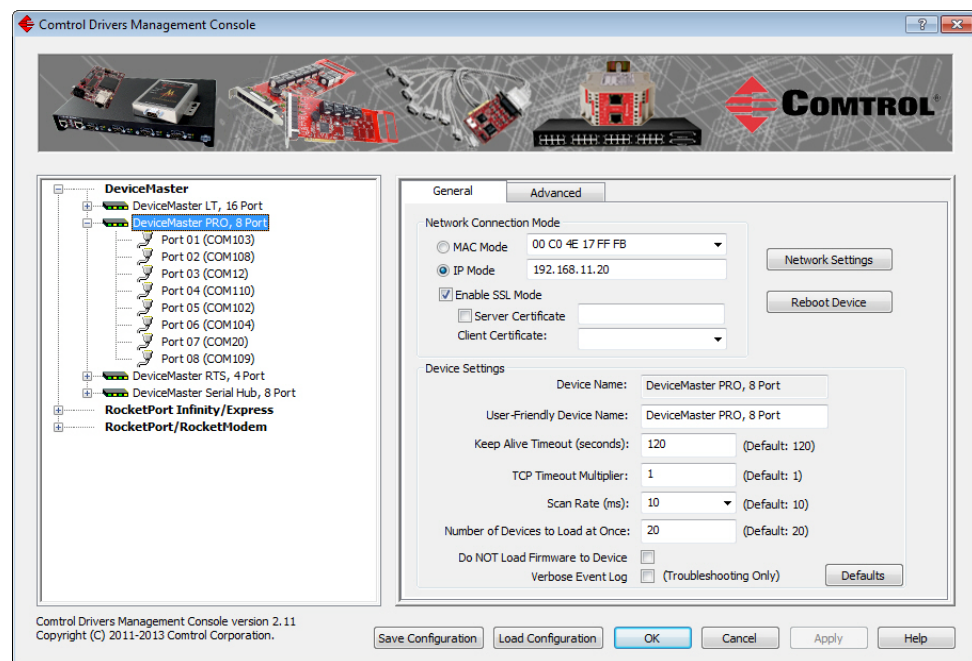 Comtrol Drivers Management Console
COMTROL
DeviceMaster
DeviceMaster LT, 16 Port
DeviceMaster PRO, 8 Port
Port 01 (COM103)
Port 02 (COM108)
Port 03 (COM12)
Port 04 (COM110)
Port 05 (COM102)
Port 06 (COM104)
Port 07 (COM20)
Port 08 (COM109)
DeviceMaster RTS, 4 Port
DeviceMaster Serial Hub, 8 Port
RocketPort Infinity/Express
RocketPort/RocketModem
General Advanced
Network Connection Mode
MAC Mode 00 C0 4E 17 FF FB
IP Mode 192.168.11.20
Enable SSL Mode
Server Certificate
Client Certificate:
Network Settings
Reboot Device
Device Settings
Device Name: DeviceMaster PRO, 8 Port
User-Friendly Device Name: DeviceMaster PRO, 8 Port
Keep Alive Timeout (seconds): 120 (Default: 120)
TCP Timeout Multiplier: 1 (Default: 1)
Scan Rate (ms): 10 (Default: 10)
Number of Devices to Load at Once: 20 (Default: 20)
Do NOT Load Firmware to Device
Verbose Event Log (Troubleshooting Only) Defaults
Comtrol Drivers Management Console version 2.11
Copyright (C) 2011-2013 Comtrol Corporation.
Save Configuration Load Configuration OK Cancel Apply Help